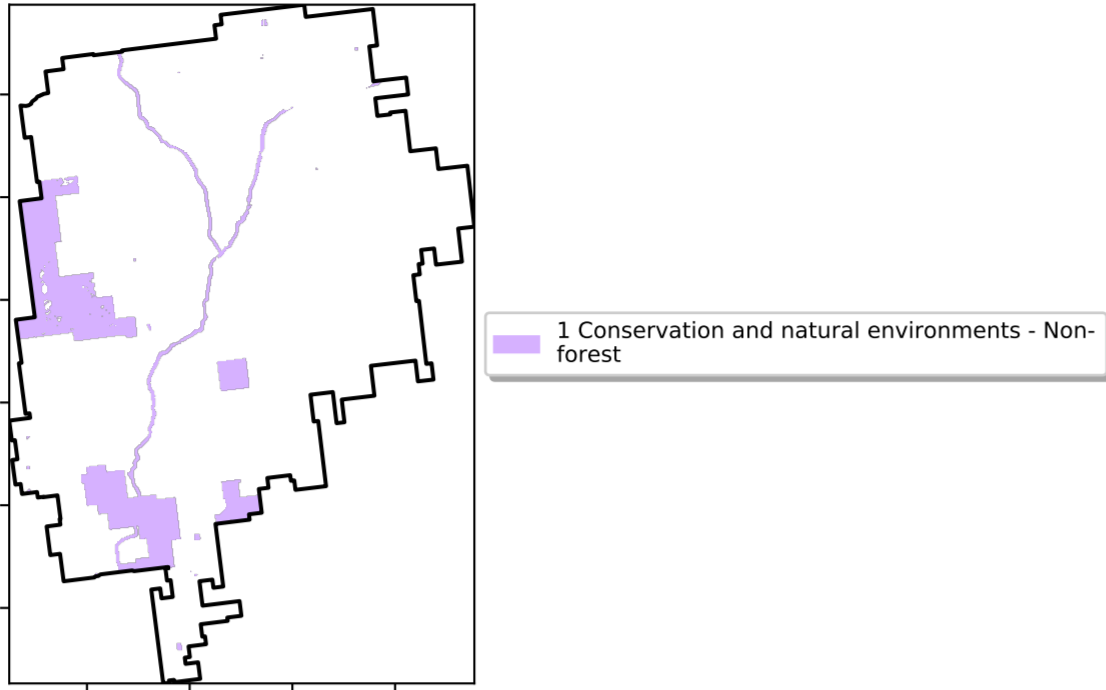 1 Conservation and natural environments - Non-
forest